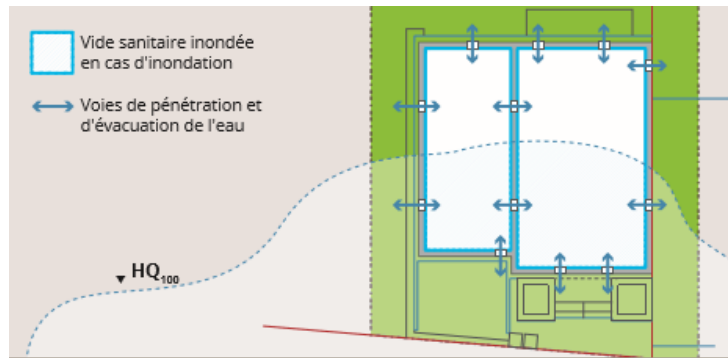 Vide sanitaire inondée
en cas d'inondation
Voies de pénétration et
d'évacuation de l'eau
HQ100